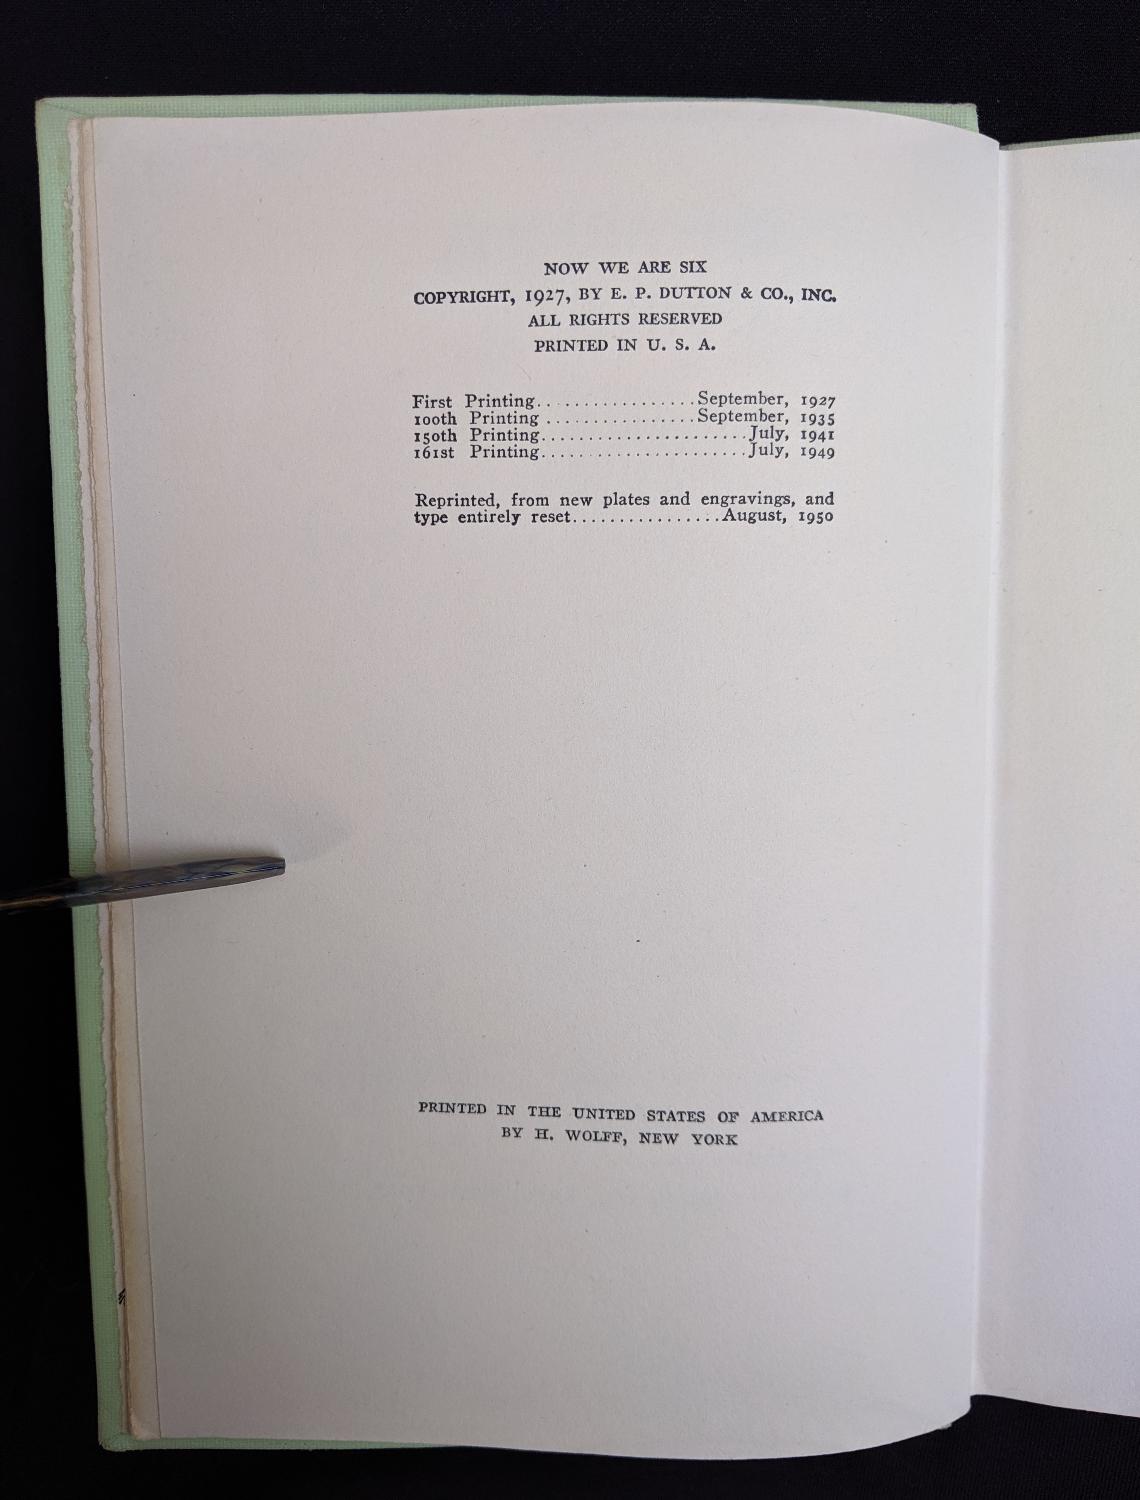 NOW WE ARE SIX
COPYRIGHT, 1927, BY E. P. DUTTON & CO., INC.
ALL RIGHTS RESERVED
PRINTED IN U. S. A.
First Printing.................September, 1927
100th Printing ................September, 1935
150th Printing.......................July, 1941
161st Printing.......................July, 1949
Reprinted, from new plates and engravings, and
type entirely reset................August, 1950
PRINTED IN THE UNITED STATES OF AMERICA
BY H. WOLFF, NEW YORK